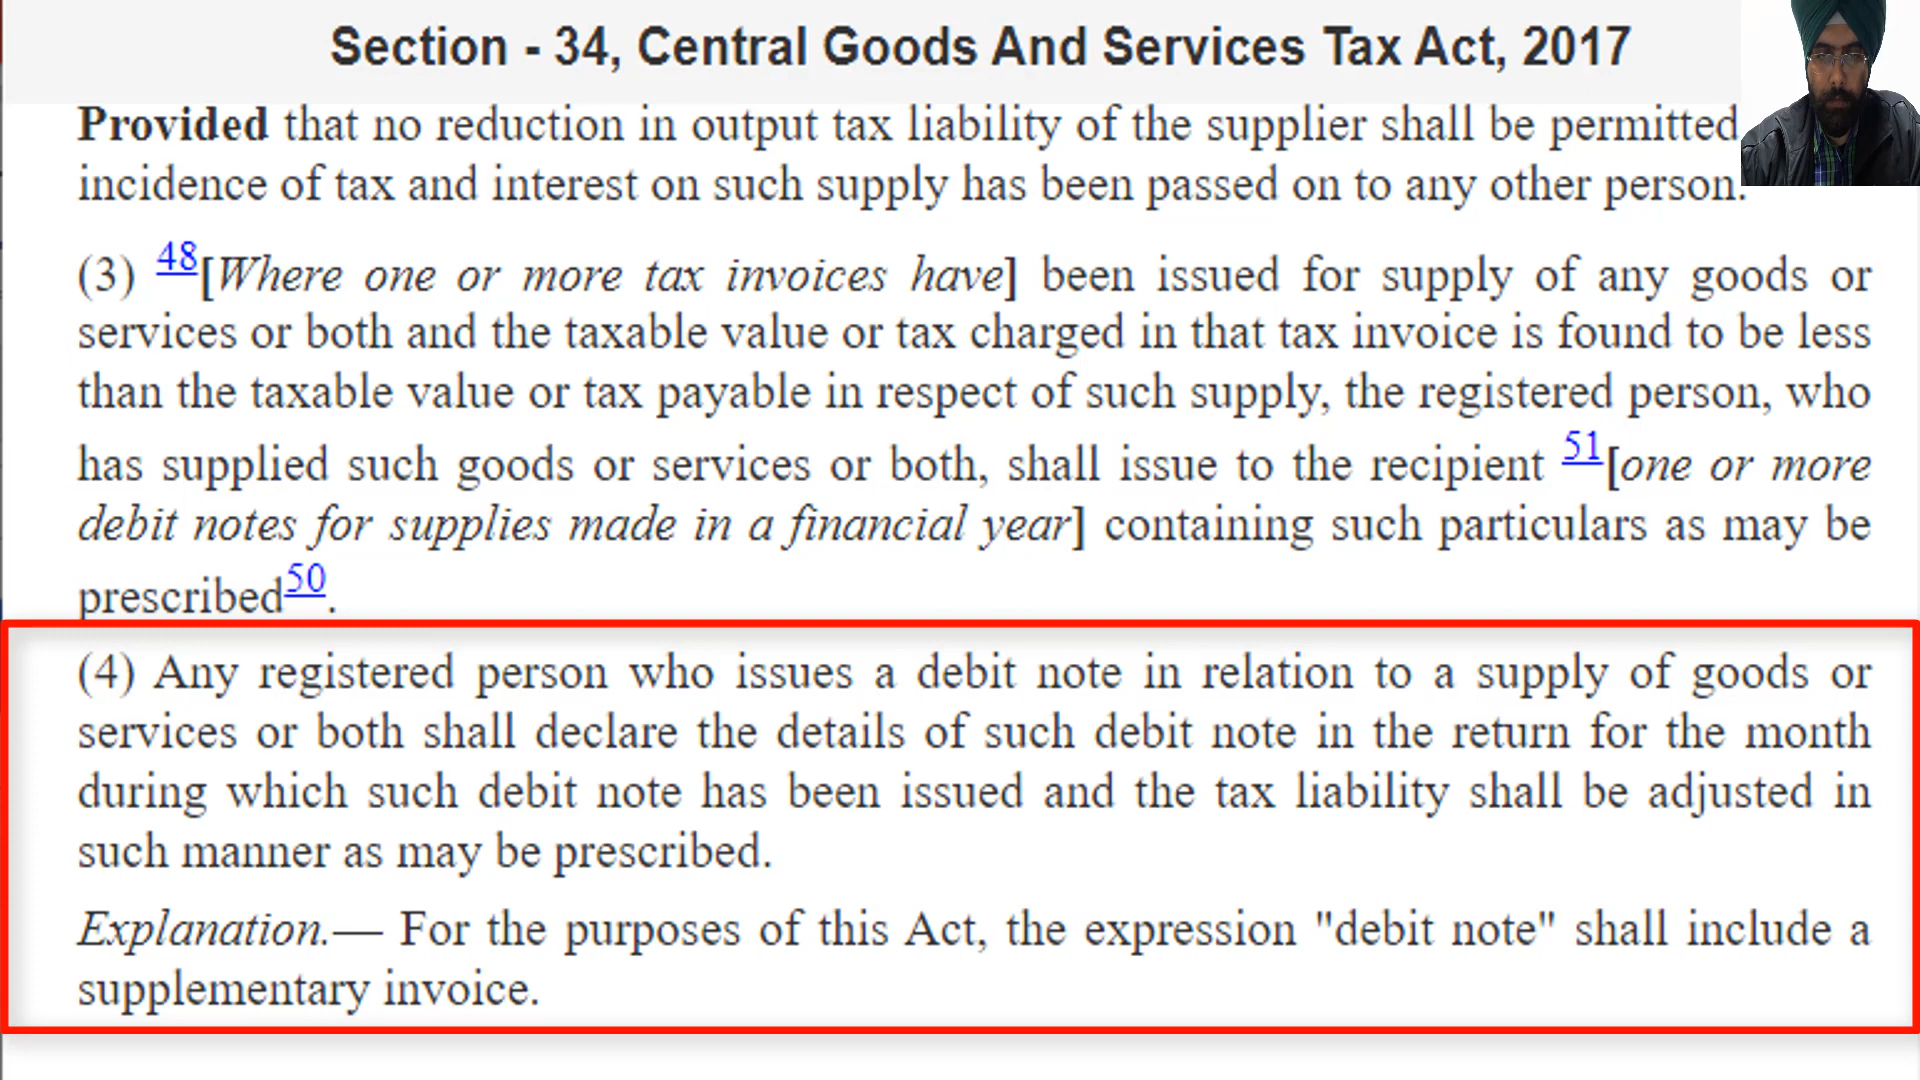 Section - 34, Central Goods And Services Tax Act, 2017
Provided that no reduction in output tax liability of the supplier shall be permitted
incidence of tax and interest on such supply has been passed on to any other person.
(3) 48[Where one or more tax invoices have] been issued for supply of any goods or
services or both and the taxable value or tax charged in that tax invoice is found to be less
than the taxable value or tax payable in respect of such supply, the registered person, who
has supplied such goods or services or both, shall issue to the recipient 51[one or more
debit notes for supplies made in a financial year] containing such particulars as may be
prescribed50.
(4) Any registered person who issues a debit note in relation to a supply of goods or
services or both shall declare the details of such debit note in the return for the month
during which such debit note has been issued and the tax liability shall be adjusted in
such manner as may be prescribed.
Explanation.— For the purposes of this Act, the expression "debit note" shall include a
supplementary invoice.